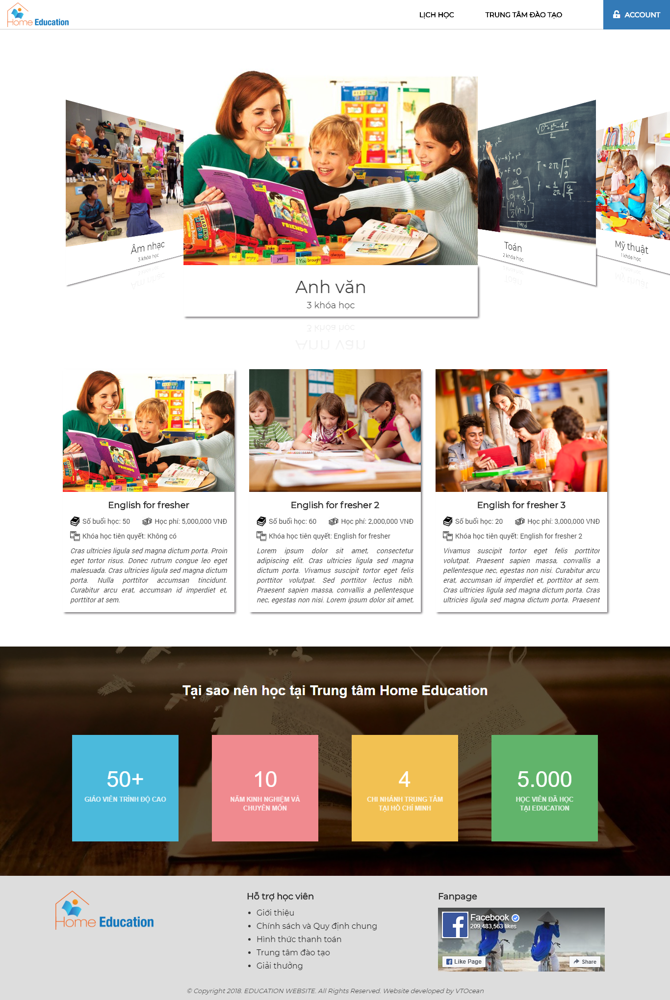 Home Education
LỊCH HỌC
TRUNG TÂM ĐÀO TẠO
ACCOUNT
Âm nhạc
3 khóa học
FRIENDS
READING RODS
enjoy
yet
You brought the
always
Anh văn
3 khóa học
Toán
2 khóa học
Mỹ thuật
1 khóa học
English for fresher
Số buổi học: 50
Học phí: 5,000,000 VNĐ
Khóa học tiên quyết: Không có
Cras ultricies ligula sed magna dictum porta. Proin
eget tortor risus. Donec rutrum congue leo eget
malesuada. Cras ultricies ligula sed magna dictum
porta. Nulla porttitor accumsan tincidunt.
Curabitur arcu erat, accumsan id imperdiet et,
porttitor at sem.
English for fresher 2
Số buổi học: 60
Học phí: 2,000,000 VNĐ
Khóa học tiên quyết: English for fresher
Lorem ipsum dolor sit amet, consectetur
adipiscing elit. Cras ultricies ligula sed magna
dictum porta. Vivamus suscipit tortor eget felis
porttitor volutpat. Sed porttitor lectus nibh.
Praesent sapien massa, convallis a pellentesque
nec, egestas non nisi. Lorem ipsum dolor sit amet,
English for fresher 3
Số buổi học: 20
Học phí: 3,000,000 VNĐ
Khóa học tiên quyết: English for fresher 2
Vivamus suscipit tortor eget felis porttitor
volutpat. Praesent sapien massa, convallis a
pellentesque nec, egestas non nisi. Curabitur arcu
erat, accumsan id imperdiet et, porttitor at sem.
Cras ultricies ligula sed magna dictum porta. Cras
ultricies ligula sed magna dictum porta. Praesent
Tại sao nên học tại Trung tâm Home Education
50+
GIÁO VIÊN TRÌNH ĐỘ CAO
10
NĂM KINH NGHIỆM VÀ
CHUYÊN MÔN
4
CHI NHÁNH TRUNG TÂM
TẠI HỒ CHÍ MINH
5.000
HỌC VIÊN ĐÃ HỌC
TẠI EDUCATION
Home Education
Hỗ trợ học viên
Giới thiệu
Chính sách và Quy định chung
Hình thức thanh toán
Trung tâm đào tạo
Giải thưởng
Fanpage
Facebook
209,483,563 likes
Like Page
Share
© Copyright 2018. EDUCATION WEBSITE. All Rights Reserved. Website developed by VTOcean